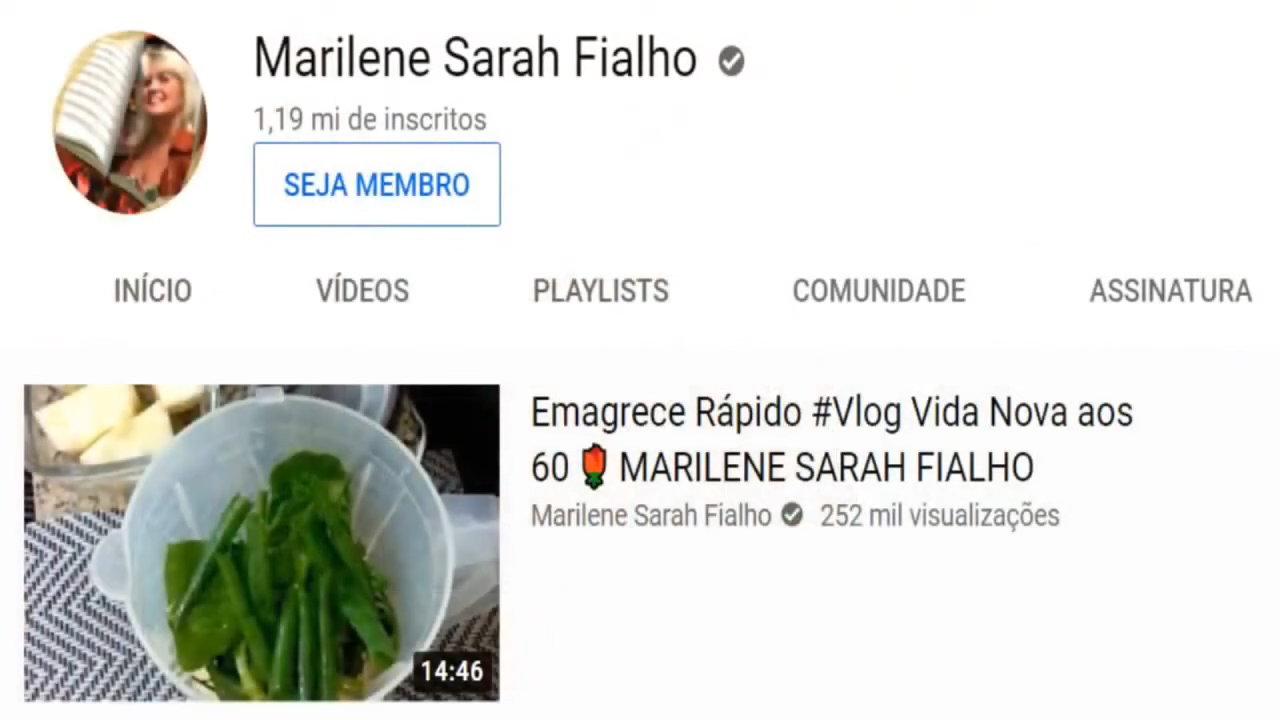 Marilene Sarah Fialho
1,19 mi de inscritos
SEJA MEMBRO
INÍCIO VÍDEOS PLAYLISTS COMUNIDADE ASSINATURA
Emagrece Rápido #Vlog Vida Nova aos
60🌹MARILENE SARAH FIALHO
Marilene Sarah Fialho 252 mil visualizações
14:46